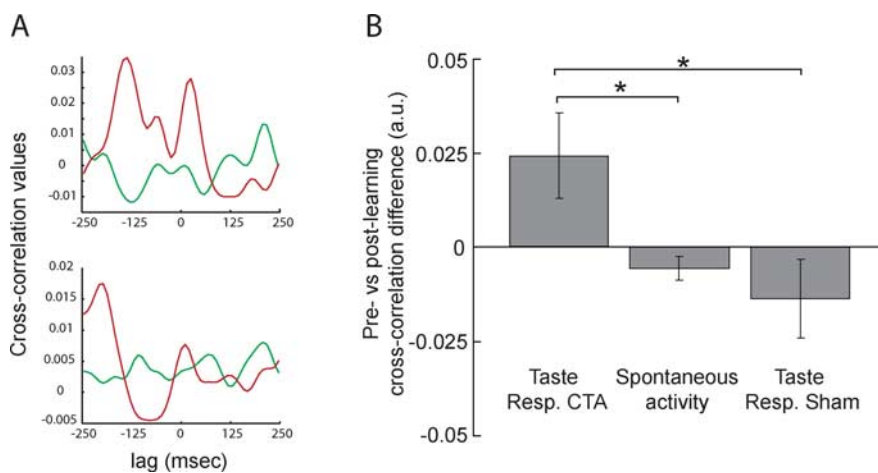 A
Cross-correlation values
0.03
0.02
0.01
0
-0.01
-250
-125
0
125
250
0.02
0.015
0.01
0.005
0
-0.005
-250
-125
0
125
250
lag (msec)
B
Pre- vs post-learning
cross-correlation difference (a.u.)
0.05
0.025
0
-0.025
-0.05
*
*
Taste
Resp. CTA
Spontaneous
activity
Taste
Resp. Sham